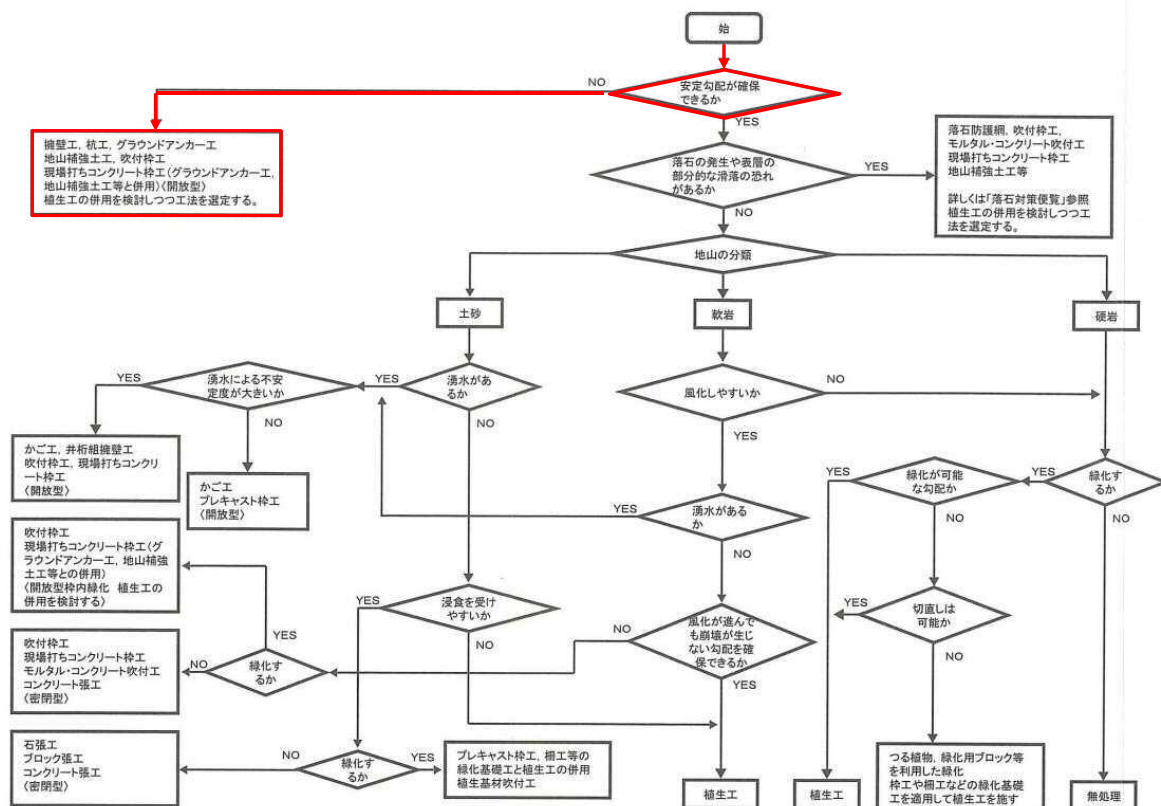 始
安定勾配が確保
できるか
NO
YES
擁壁工, 杭工, グラウンドアンカー工
地山補強土工, 吹付枠工
現場打ちコンクリート枠工(グラウンドアンカー工,
地山補強土工等と併用)〈開放型〉
植生工の併用を検討しつつ工法を選定する。
落石の発生や表層の
部分的な滑落の恐れ
があるか
YES
NO
落石防護網, 吹付枠工,
モルタル・コンクリート吹付工
現場打ちコンクリート枠工
地山補強土工等
詳しくは「落石対策便覧」参照
植生工の併用を検討しつつ工
法を選定する。
地山の分類
土砂
軟岩
硬岩
湧水による不安
定度が大きいか
YES
NO
湧水があ
るか
YES
NO
風化しやすいか
NO
YES
かご工, 井桁組擁壁工
吹付枠工, 現場打ちコンクリ
ート枠工
〈開放型〉
かご工
プレキャスト枠工
〈開放型〉
湧水がある
か
YES
NO
緑化が可能
な勾配か
YES
NO
緑化す
るか
YES
NO
吹付枠工
現場打ちコンクリート枠工(グ
ラウンドアンカー工, 地山補強
土工等との併用)
〈開放型枠内緑化 植生工の
併用を検討する〉
浸食を受け
やすいか
YES
NO
風化が進んで
も崩壊が生じ
ない勾配を確
保できるか
NO
YES
切直しは
可能か
YES
NO
吹付枠工
現場打ちコンクリート枠工
モルタル・コンクリート吹付工
コンクリート張工
〈密閉型〉
緑化す
るか
YES
NO
石張工
ブロック張工
コンクリート張工
〈密閉型〉
緑化す
るか
NO
YES
プレキャスト枠工, 柵工等の
緑化基礎工と植生工の併用
植生基材吹付工
植生工
植生工
つる植物, 緑化用ブロック等
を利用した緑化
枠工や柵工などの緑化基礎
工を適用して植生工を施す
無処理